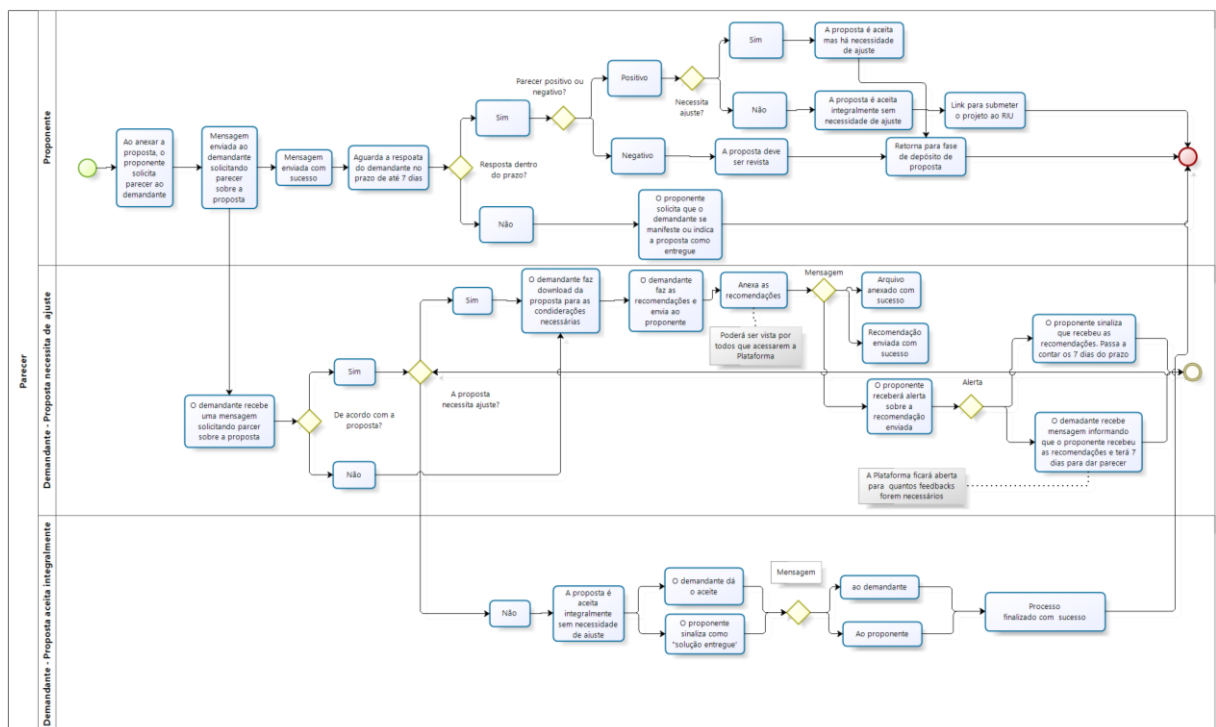 Parecer
Proponente
Ao anexar a
proposta, o
proponente
solicita
parecer ao
demandante
Mensagem
enviada ao
demandante
solicitando
parecer
sobre a
proposta
Mensagem
enviada com
sucesso
Aguarda a respoata
do demandante no
prazo de até 7 dias
Resposta dentro
do prazo?
Sim
Não
Parecer positivo ou
negativo?
Positivo
Negativo
Necessita
ajuste?
Sim
Não
A proposta é aceita
mas há necessidade
de ajuste
A proposta é aceita
integralmente sem
necessidade de ajuste
Link para submeter
o projeto ao RIU
A proposta deve
ser revista
Retorna para fase
de depósito de
proposta
O proponente
solicita que o
demandante se
manifeste ou indica
a proposta como
entregue
Demandante - Proposta necessita de ajuste
O demandante recebe
uma mensagem
solicitando parcer
sobre a proposta
De acordo com a
proposta?
Sim
Não
A proposta
necessita ajuste?
Sim
O demandante faz
download da
proposta para as
condiderações
necessárias
O demandante
faz as
recomendções e
envia ao
proponente
Anexa as
recomendações
Poderá ser vista por
todos que acessarem a
Plataforma
Mensagem
Arquivo
anexado com
sucesso
Recomendação
enviada com
sucesso
O proponente
receberá alerta
sobre a
recomendação
enviada
Alerta
O proponente sinaliza
que recebeu as
recomendações. Passa a
contar os 7 dias do prazo
O demadante recebe
mensagem informando
que o proponente recebeu
as recomendações e terá 7
dias para dar parecer
A Plataforma ficará aberta
para quantos feedbacks
forem necessários
Demandante - Proposta aceita integralmente
Não
A proposta é
aceita
integralmente
sem necessidade
de ajuste
O demandante dá
o aceite
O proponente
sinaliza como
"solução entregue'
Mensagem
ao demandante
Ao proponente
Processo
finalizado com sucesso